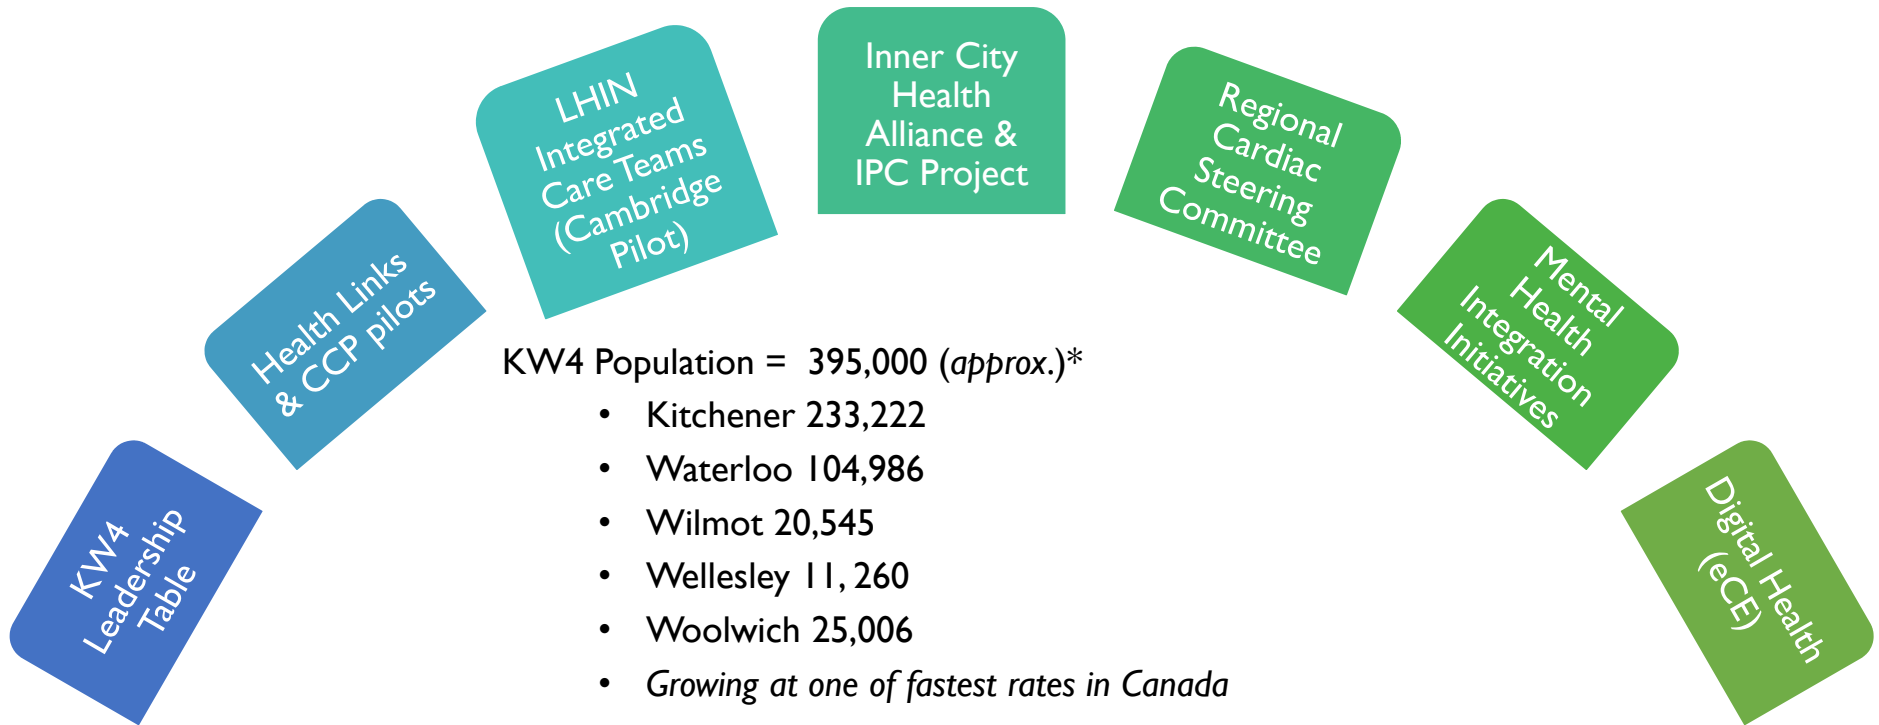 KW4
Leadership
Table
Health Links
& CCP pilots
LHIN
Integrated
Care Teams
(Cambridge
Pilot)
Inner City
Health
Alliance &
IPC Project
Regional
Cardiac
Steering
Committee
Mental
Health
Integration
Initiatives
Digital Health
(eCE)
KW4 Population = 395,000 (approx.)*
• Kitchener 233,222
• Waterloo 104,986
• Wilmot 20,545
• Wellesley 11, 260
• Woolwich 25,006
• Growing at one of fastest rates in Canada